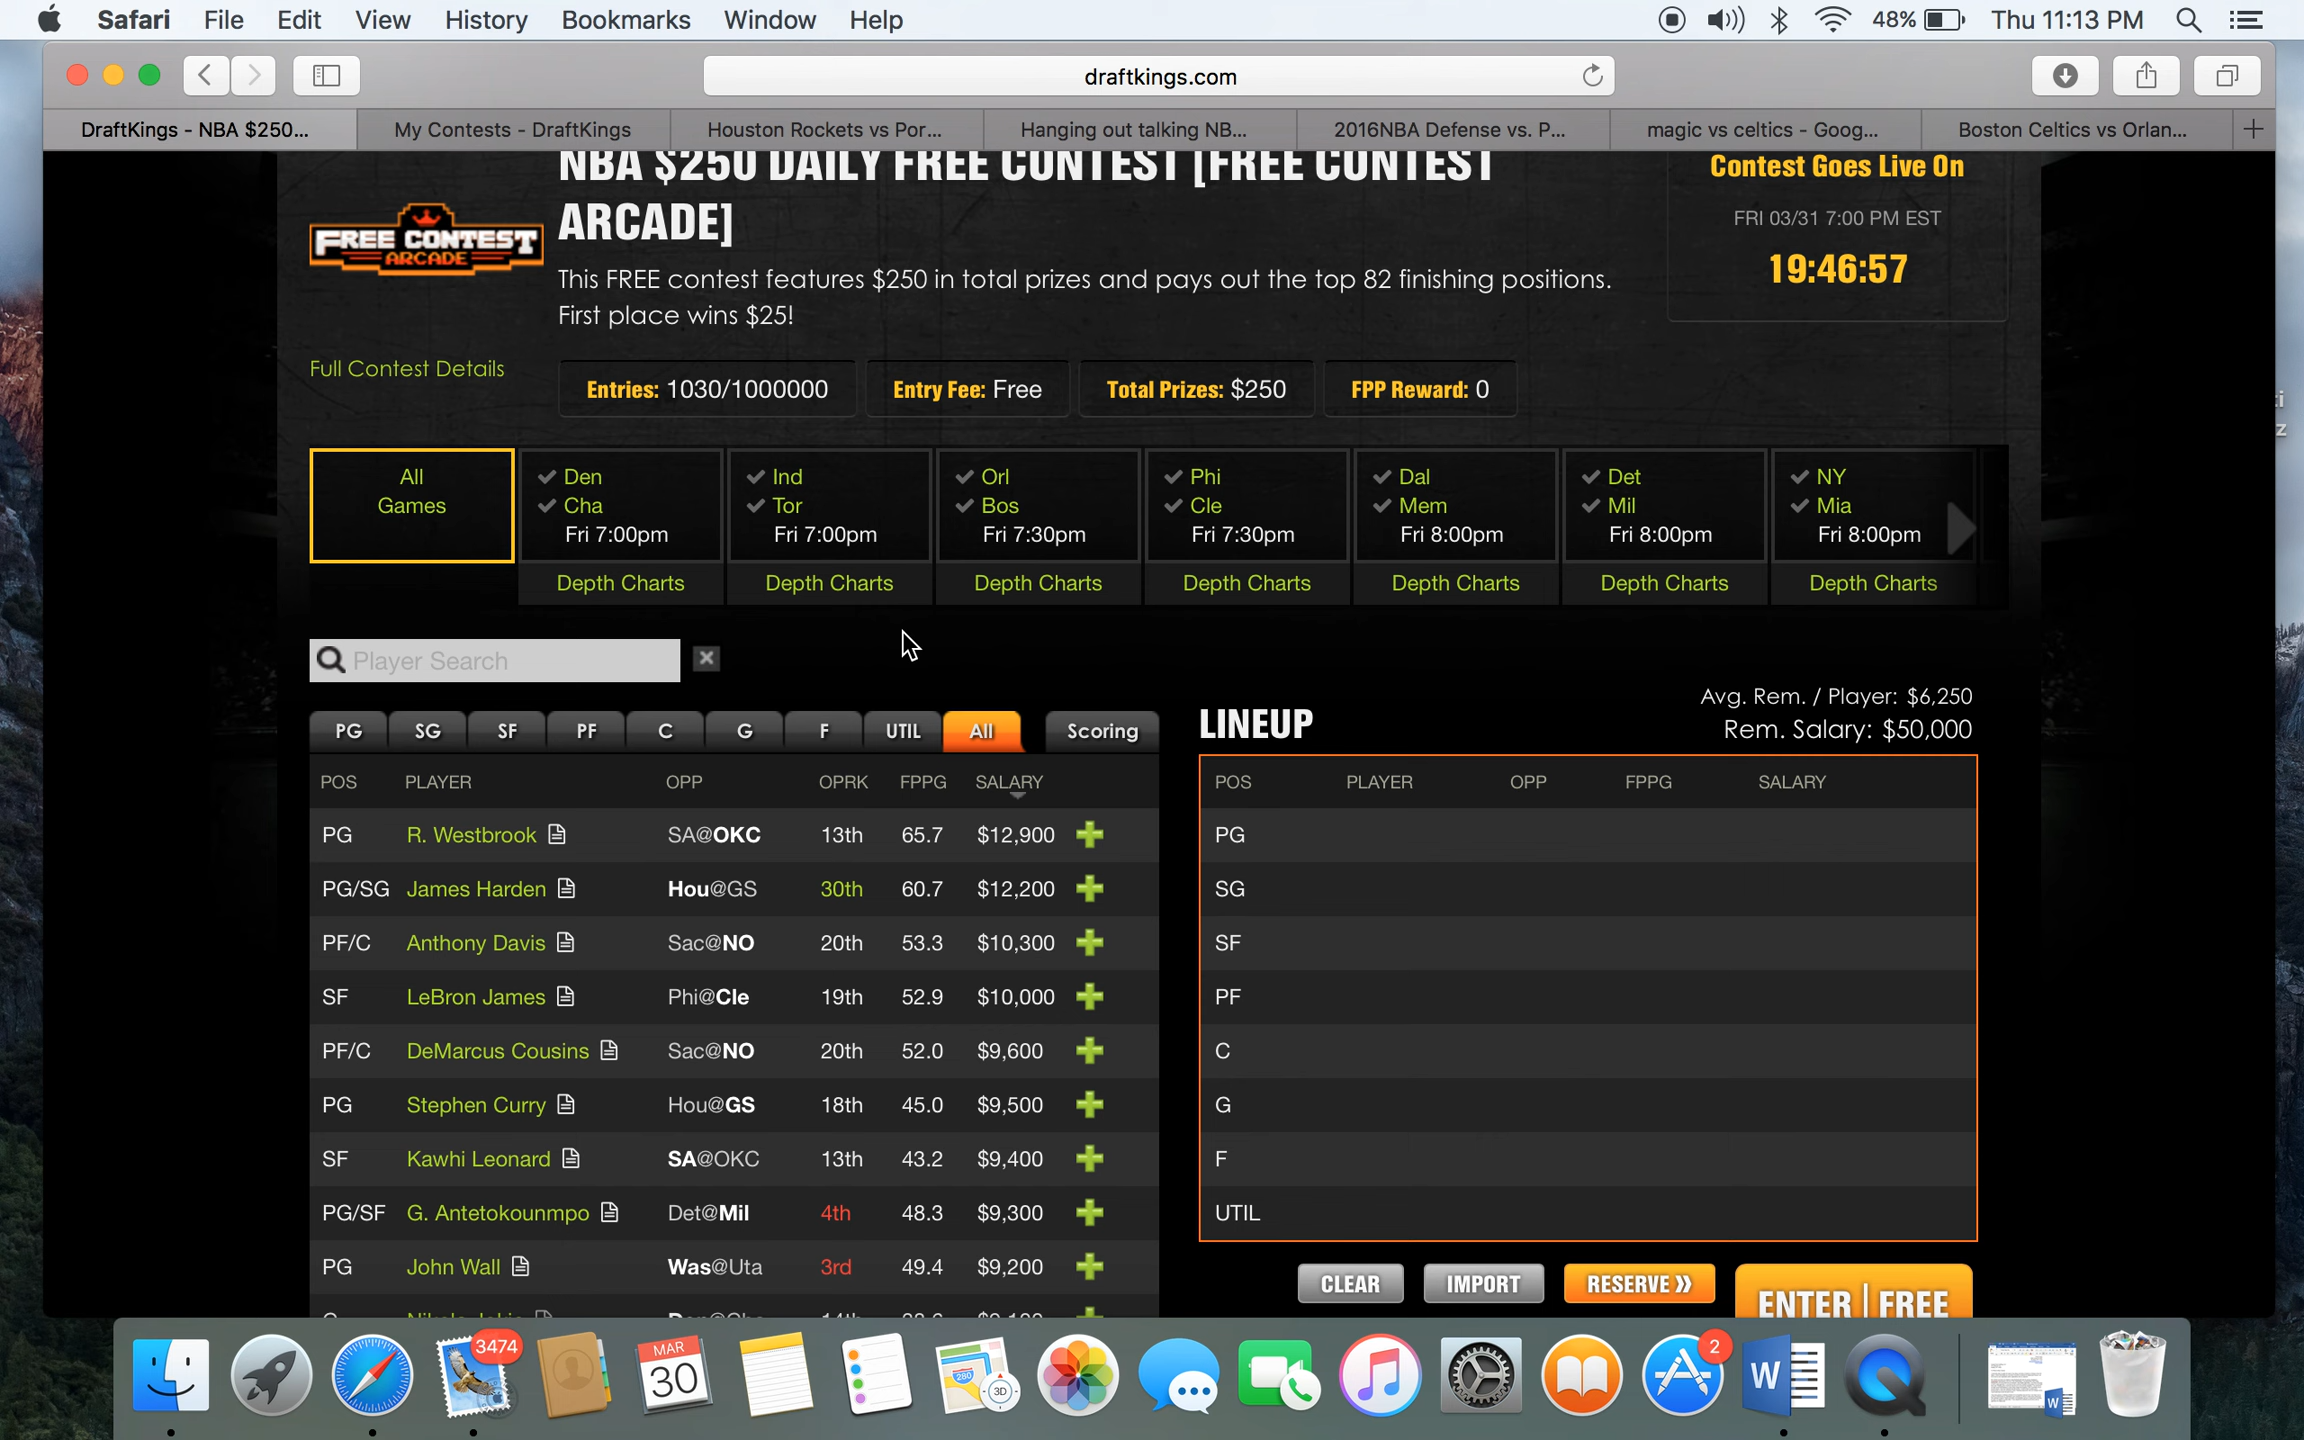 Safari File Edit View History Bookmarks Window Help 48% Thu 11:13 PM
draftkings.com
DraftKings - NBA $250... My Contests - DraftKings Houston Rockets vs Por... Hanging out talking NB... 2016NBA Defense vs. P... magic vs celtics - Goog... Boston Celtics vs Orlan...
NBA $250 DAILY FREE CONTEST [FREE CONTEST
ARCADE]
FREE CONTEST
ARCADE
This FREE contest features $250 in total prizes and pays out the top 82 finishing positions.
First place wins $25!
Contest Goes Live On
FRI 03/31 7:00 PM EST
19:46:57
Full Contest Details
Entries: 1030/1000000 Entry Fee: Free Total Prizes: $250 FPP Reward: 0
All Den Ind Orl Phi Dal Det NY
Games Cha Tor Bos Cle Mem Mil Mia
Fri 7:00pm Fri 7:00pm Fri 7:30pm Fri 7:30pm Fri 8:00pm Fri 8:00pm Fri 8:00pm
Depth Charts Depth Charts Depth Charts Depth Charts Depth Charts Depth Charts Depth Charts
Player Search
PG SG SF PF C G F UTIL All Scoring
POS PLAYER OPP OPRK FPPG SALARY
PG R. Westbrook SA@OKC 13th 65.7 $12,900
PG/SG James Harden Hou@GS 30th 60.7 $12,200
PF/C Anthony Davis Sac@NO 20th 53.3 $10,300
SF LeBron James Phi@Cle 19th 52.9 $10,000
PF/C DeMarcus Cousins Sac@NO 20th 52.0 $9,600
PG Stephen Curry Hou@GS 18th 45.0 $9,500
SF Kawhi Leonard SA@OKC 13th 43.2 $9,400
PG/SF G. Antetokounmpo Det@Mil 4th 48.3 $9,300
PG John Wall Was@Uta 3rd 49.4 $9,200
LINEUP
Avg. Rem. / Player: $6,250
Rem. Salary: $50,000
POS PLAYER OPP FPPG SALARY
PG
SG
SF
PF
C
G
F
UTIL
CLEAR IMPORT RESERVE »
ENTER | FREE
3474
MAR
30
280
3D
2
W
W